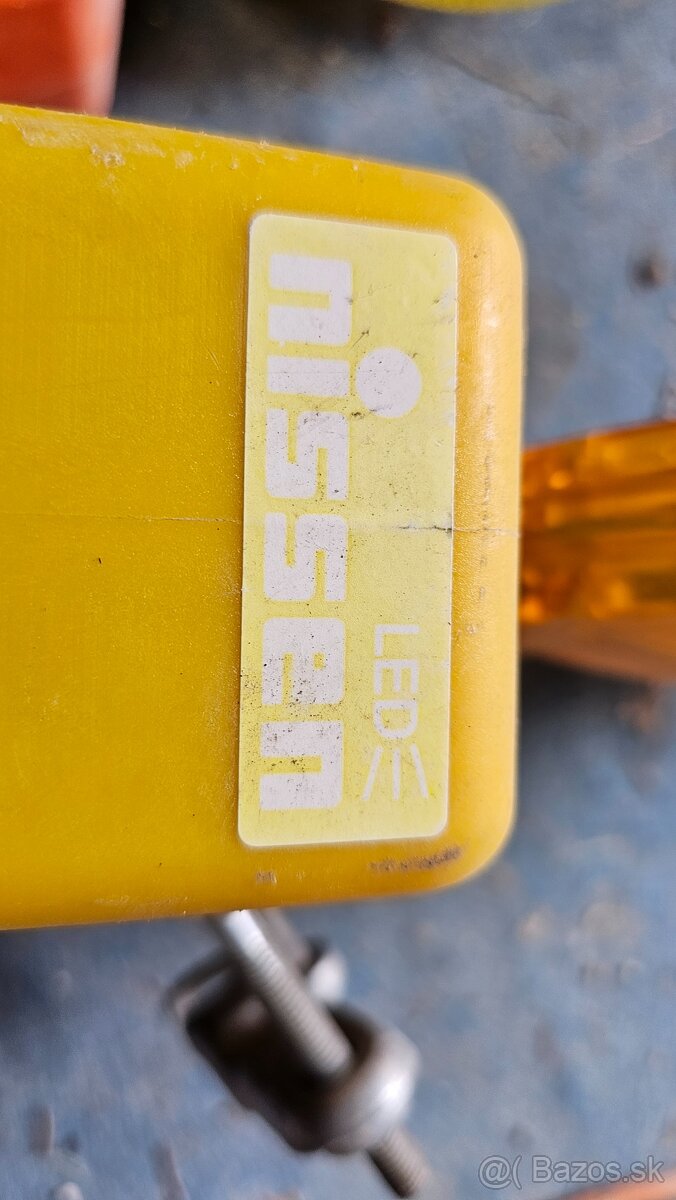 nissen
LED
@( Bazos.sk